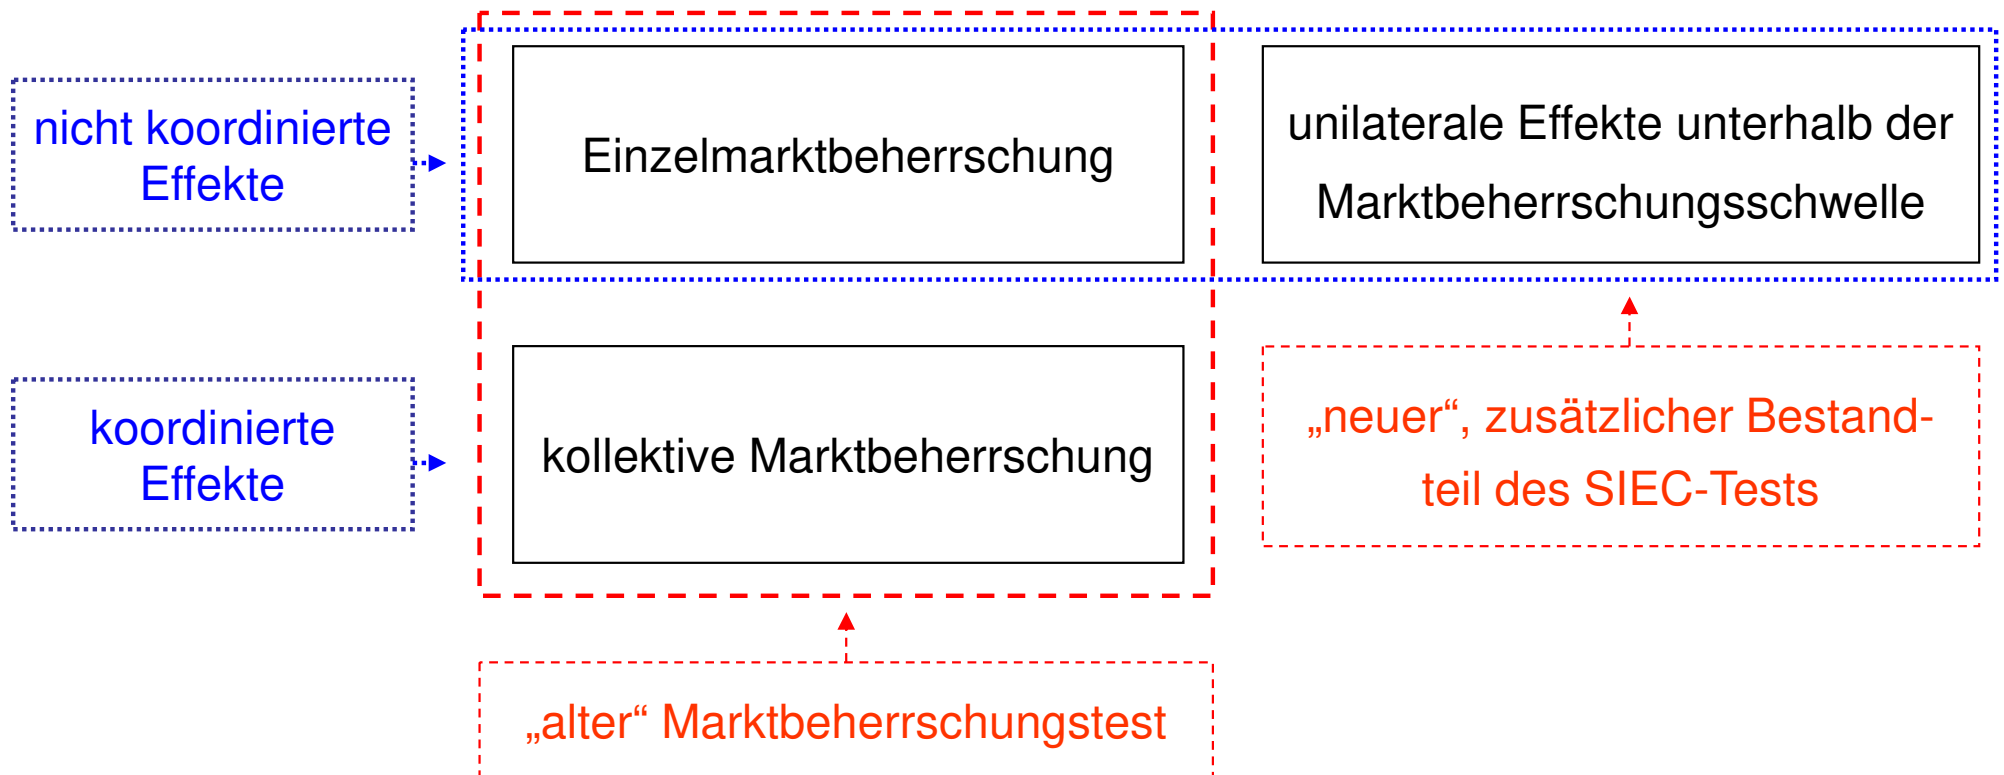 nicht koordinierte
Effekte
Einzelmarktbeherrschung
unilaterale Effekte unterhalb der
Marktbeherrschungsschwelle
koordinierte
Effekte
kollektive Marktbeherrschung
„neuer“, zusätzlicher Bestand-
teil des SIEC-Tests
„alter“ Marktbeherrschungstest